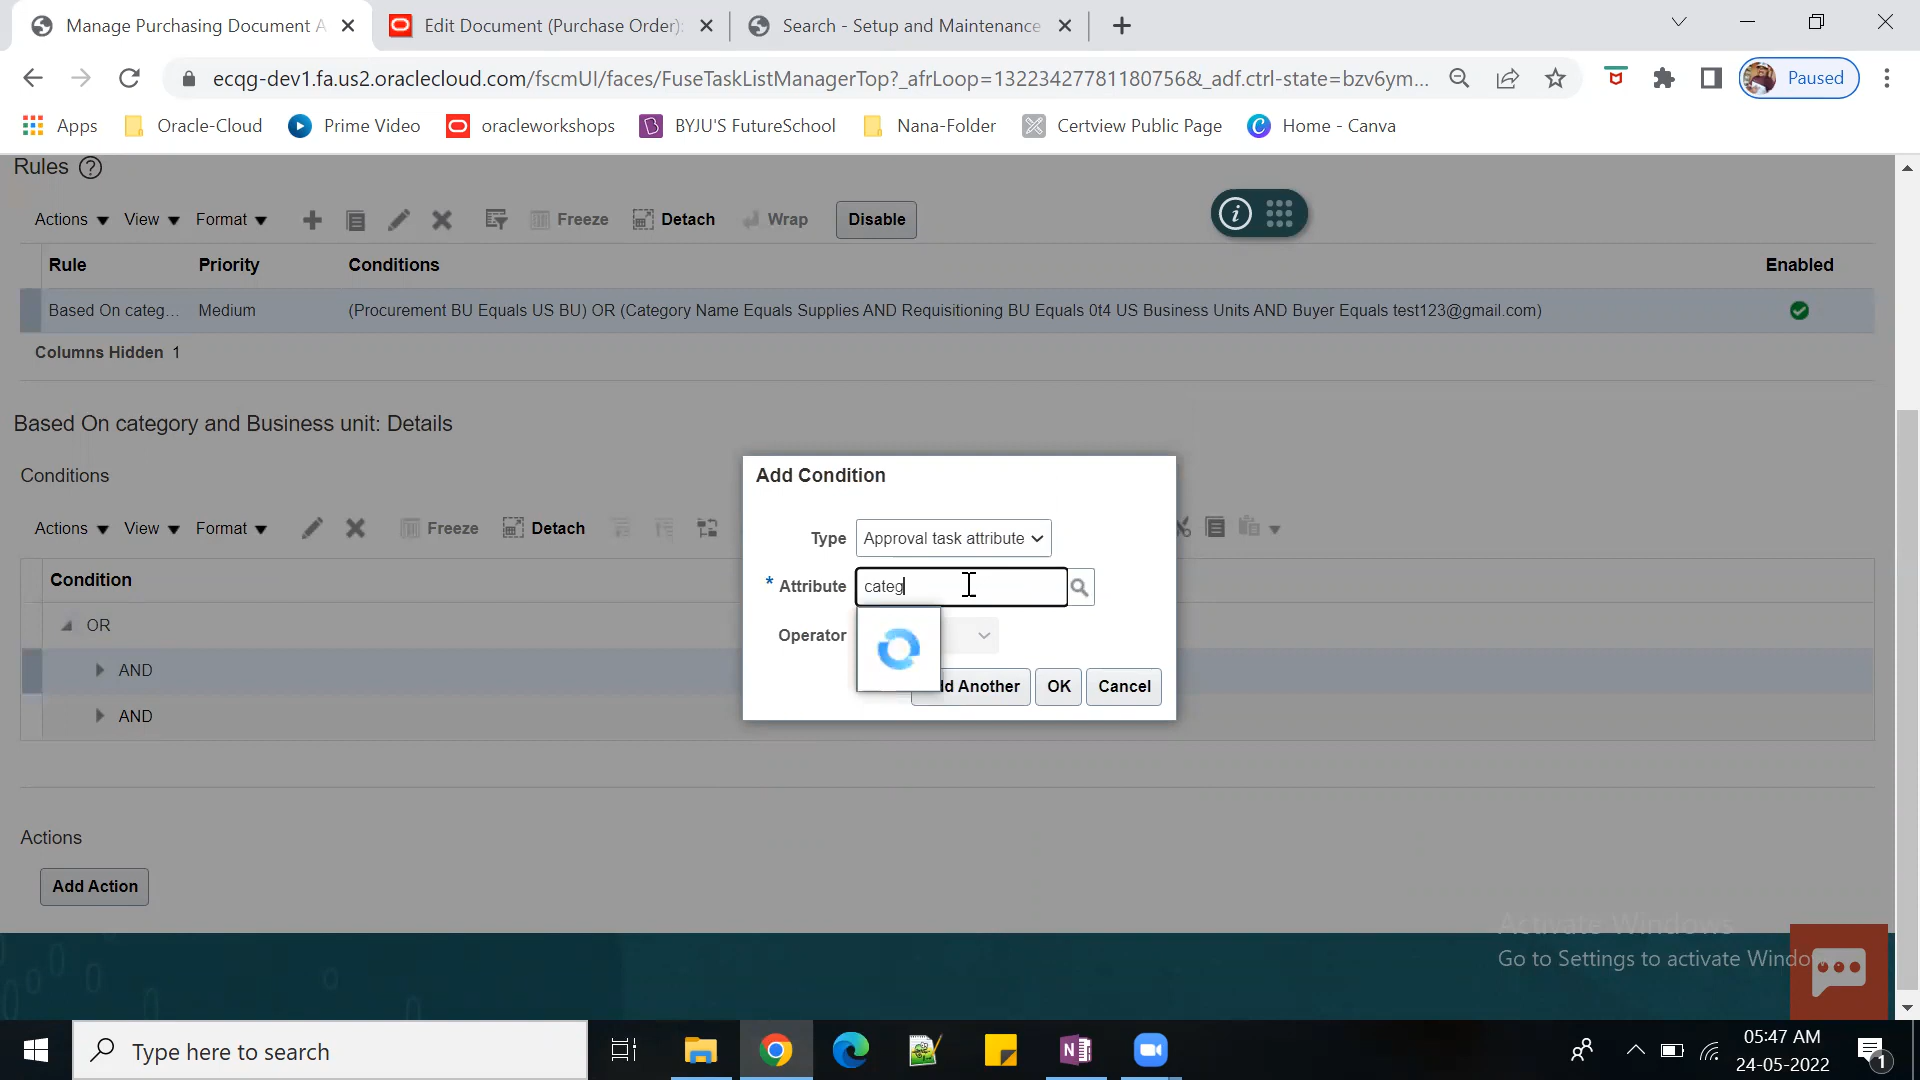 Manage Purchasing Document A
Edit Document (Purchase Order):
Search - Setup and Maintenance
ecqg-dev1.fa.us2.oraclecloud.com/fscmUI/faces/FuseTaskListManagerTop?_afrLoop=13223427781180756&_adf.ctrl-state=bzv6ym...
Paused
Apps
Oracle-Cloud
Prime Video
oracleworkshops
BYJU'S FutureSchool
Nana-Folder
Certview Public Page
Home - Canva
Rules
Actions View Format Freeze Detach Wrap Disable
Rule Priority Conditions Enabled
Based On categ... Medium (Procurement BU Equals US BU) OR (Category Name Equals Supplies AND Requisitioning BU Equals 0t4 US Business Units AND Buyer Equals test123@gmail.com)
Columns Hidden 1
Based On category and Business unit: Details
Conditions
Actions View Format Freeze Detach
Condition
OR
AND
AND
Add Condition
Type Approval task attribute
* Attribute categ
Operator
d Another OK Cancel
Actions
Add Action
Activate Windows
Go to Settings to activate Windo
Type here to search
05:47 AM
24-05-2022
1